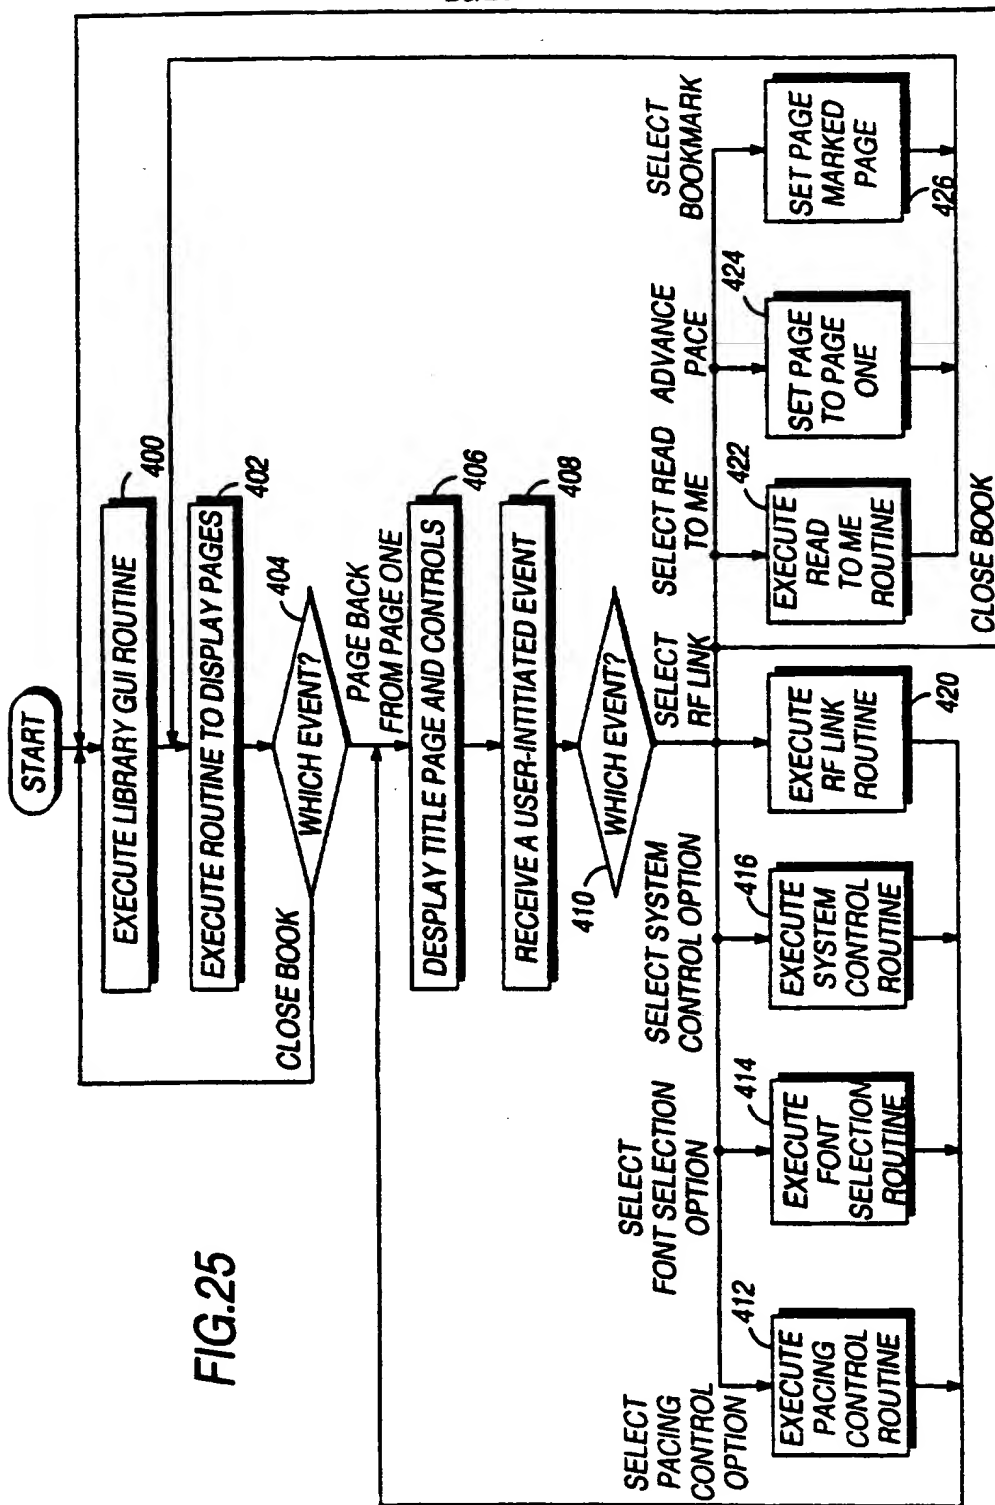 START
EXECUTE LIBRARY GUI ROUTINE
400
EXECUTE ROUTINE TO DISPLAY PAGES
402
WHICH EVENT?
404
CLOSE BOOK
PAGE BACK
FROM PAGE ONE
DESPLAY TITLE PAGE AND CONTROLS
406
RECEIVE A USER-INTITIATED EVENT
408
WHICH EVENT?
410
SELECT
PACING
CONTROL
OPTION
SELECT
FONT SELECTION
OPTION
SELECT SYSTEM
CONTROL OPTION
SELECT
RF LINK
SELECT READ
TO ME
ADVANCE
PACE
SELECT
BOOKMARK
EXECUTE
PACING
CONTROL
ROUTINE
412
EXECUTE
FONT
SELECTION
ROUTINE
414
EXECUTE
SYSTEM
CONTROL
ROUTINE
416
EXECUTE
RF LINK
ROUTINE
420
EXECUTE
READ
TO ME
ROUTINE
422
SET PAGE
TO PAGE
ONE
424
SET PAGE
MARKED
PAGE
426
CLOSE BOOK
FIG.25